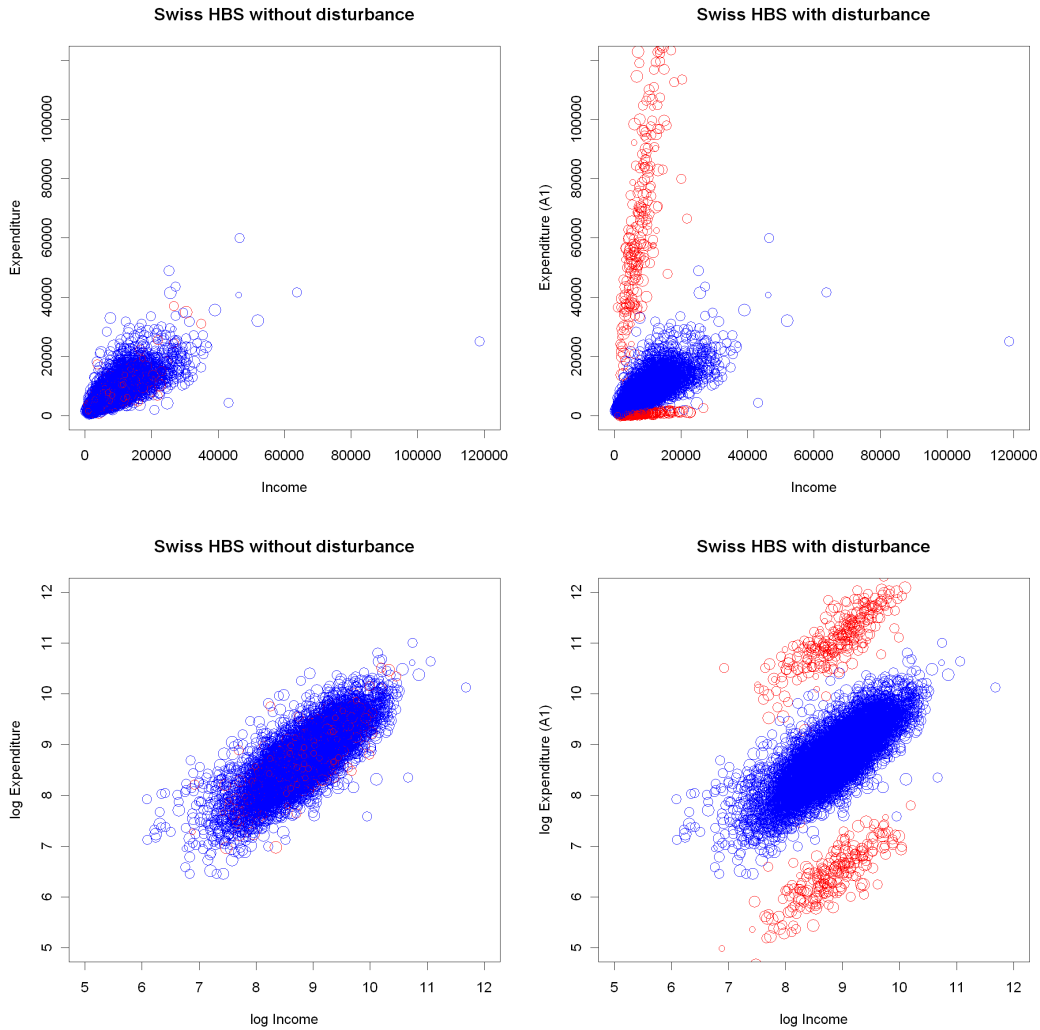 Swiss HBS without disturbance
Expenditure
100000
80000
60000
40000
20000
0
0 20000 40000 60000 80000 100000 120000
Income
Swiss HBS with disturbance
Expenditure (A1)
100000
80000
60000
40000
20000
0
0 20000 40000 60000 80000 100000 120000
Income
Swiss HBS without disturbance
log Expenditure
12
11
10
9
8
7
6
5
5 6 7 8 9 10 11 12
log Income
Swiss HBS with disturbance
log Expenditure (A1)
12
11
10
9
8
7
6
5
5 6 7 8 9 10 11 12
log Income